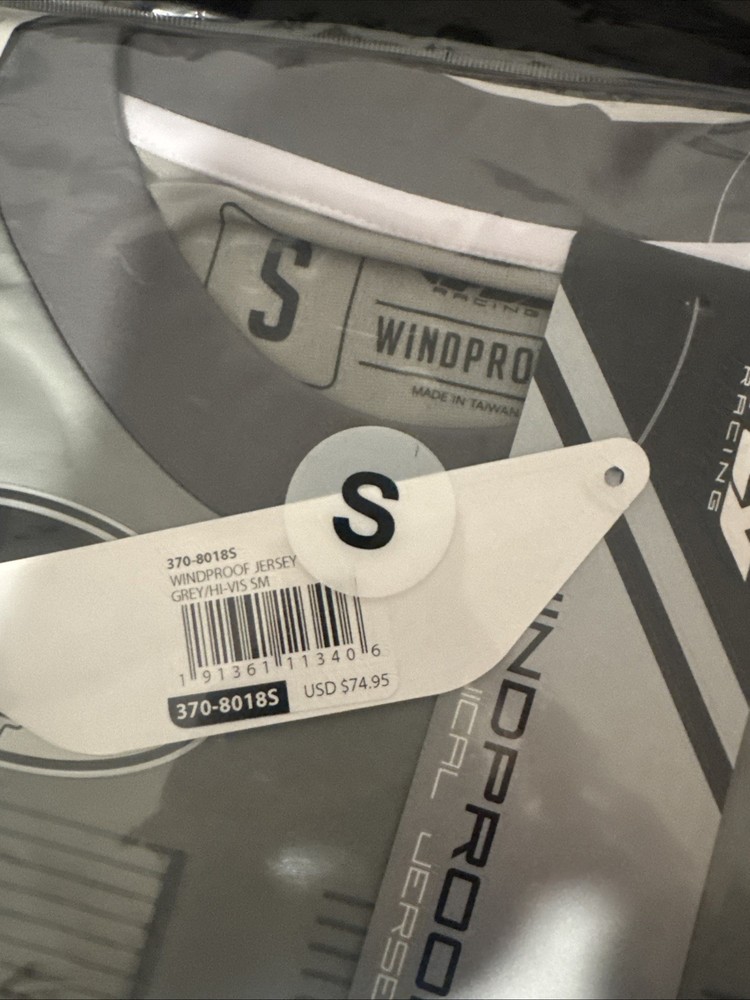 S
RACING
WINDPRO
MADE IN TAIWAN
S
370-8018S
WINDPROOF JERSEY
GREY/HI-VIS SM
1 91361 11340 6
370-8018S
USD $74.95
RACING
WINDPROOF
JERSE